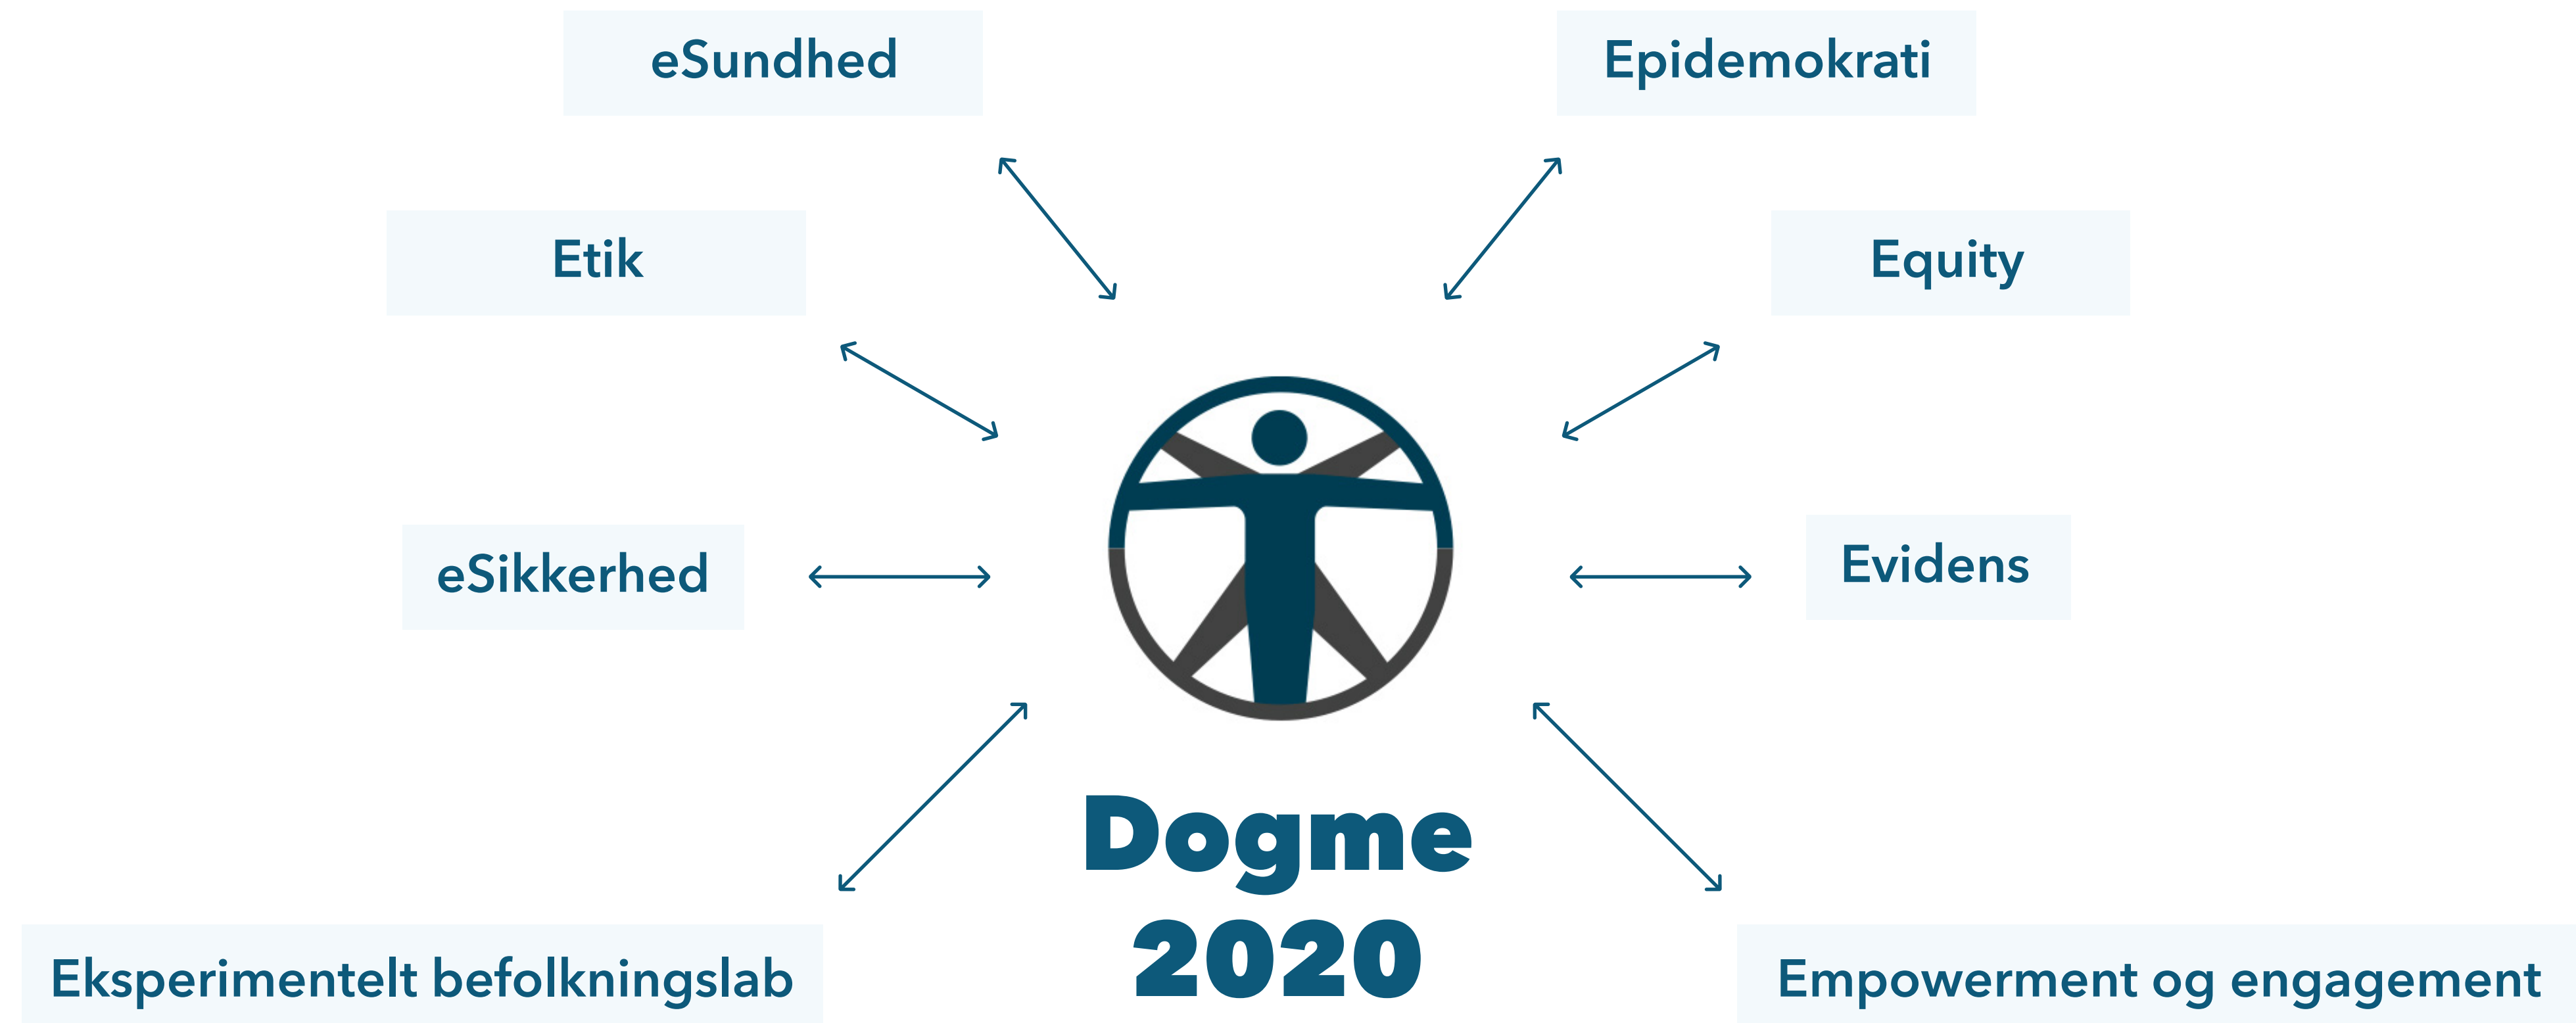 eSundhed
Epidemokrati
Etik
Equity
eSikkerhed
Evidens
Dogme
2020
Eksperimentelt befolkningslab
Empowerment og engagement